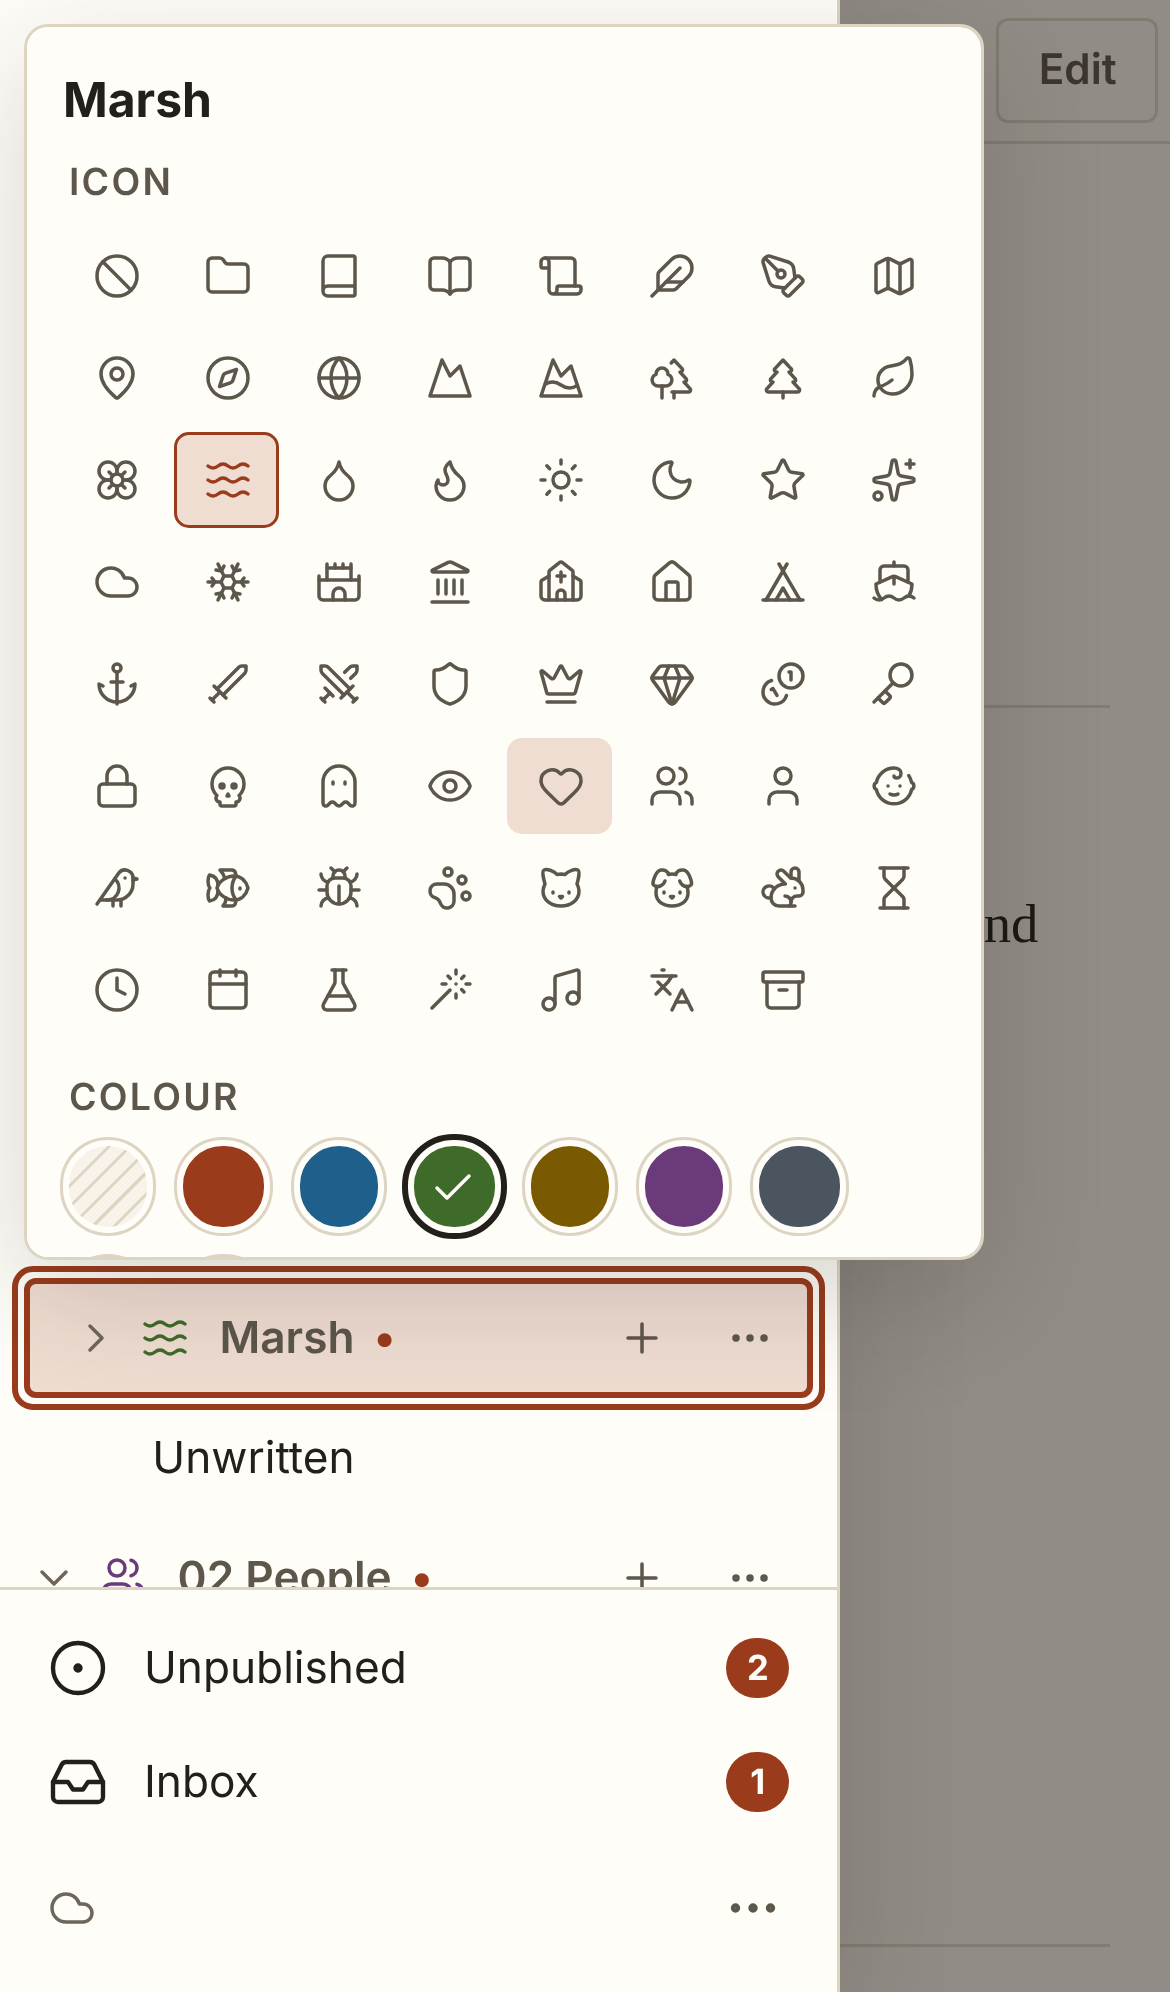 Marsh
Edit
ICON
nd
COLOUR
Marsh
Unwritten
02 People
Unpublished 2
Inbox 1